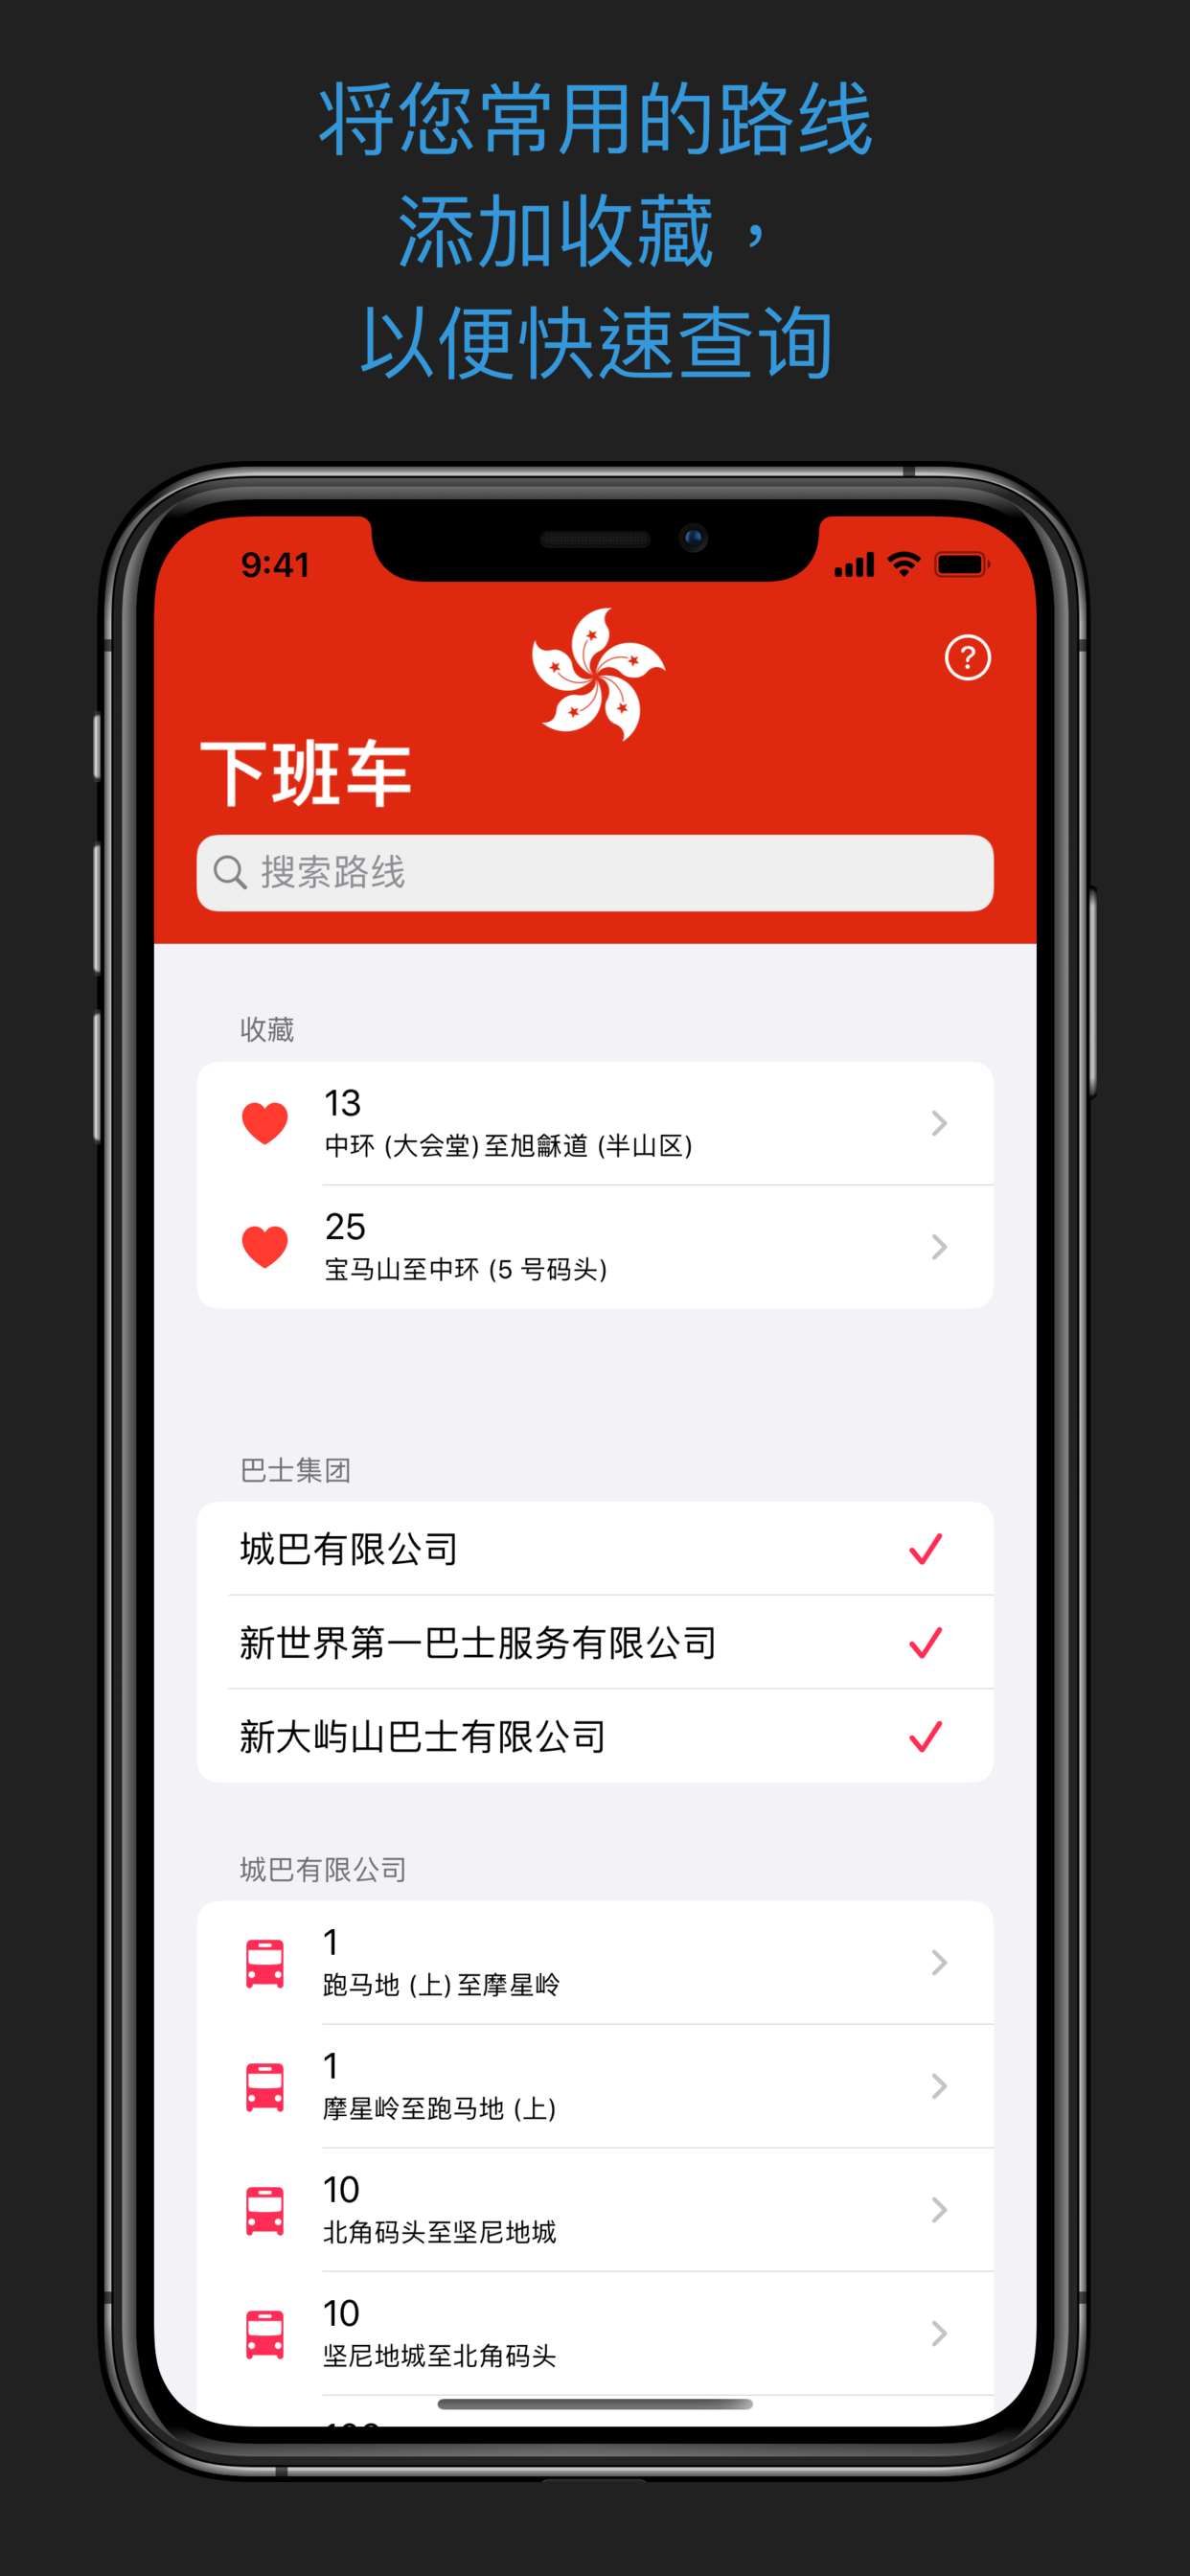 将您常用的路线
添加收藏，
以便快速查询
9:41
下班车
搜索路线
收藏
13
中环 (大会堂) 至旭龢道 (半山区)
25
宝马山至中环 (5 号码头)
巴士集团
城巴有限公司
新世界第一巴士服务有限公司
新大屿山巴士有限公司
城巴有限公司
1
跑马地 (上) 至摩星岭
1
摩星岭至跑马地 (上)
10
北角码头至坚尼地城
10
坚尼地城至北角码头